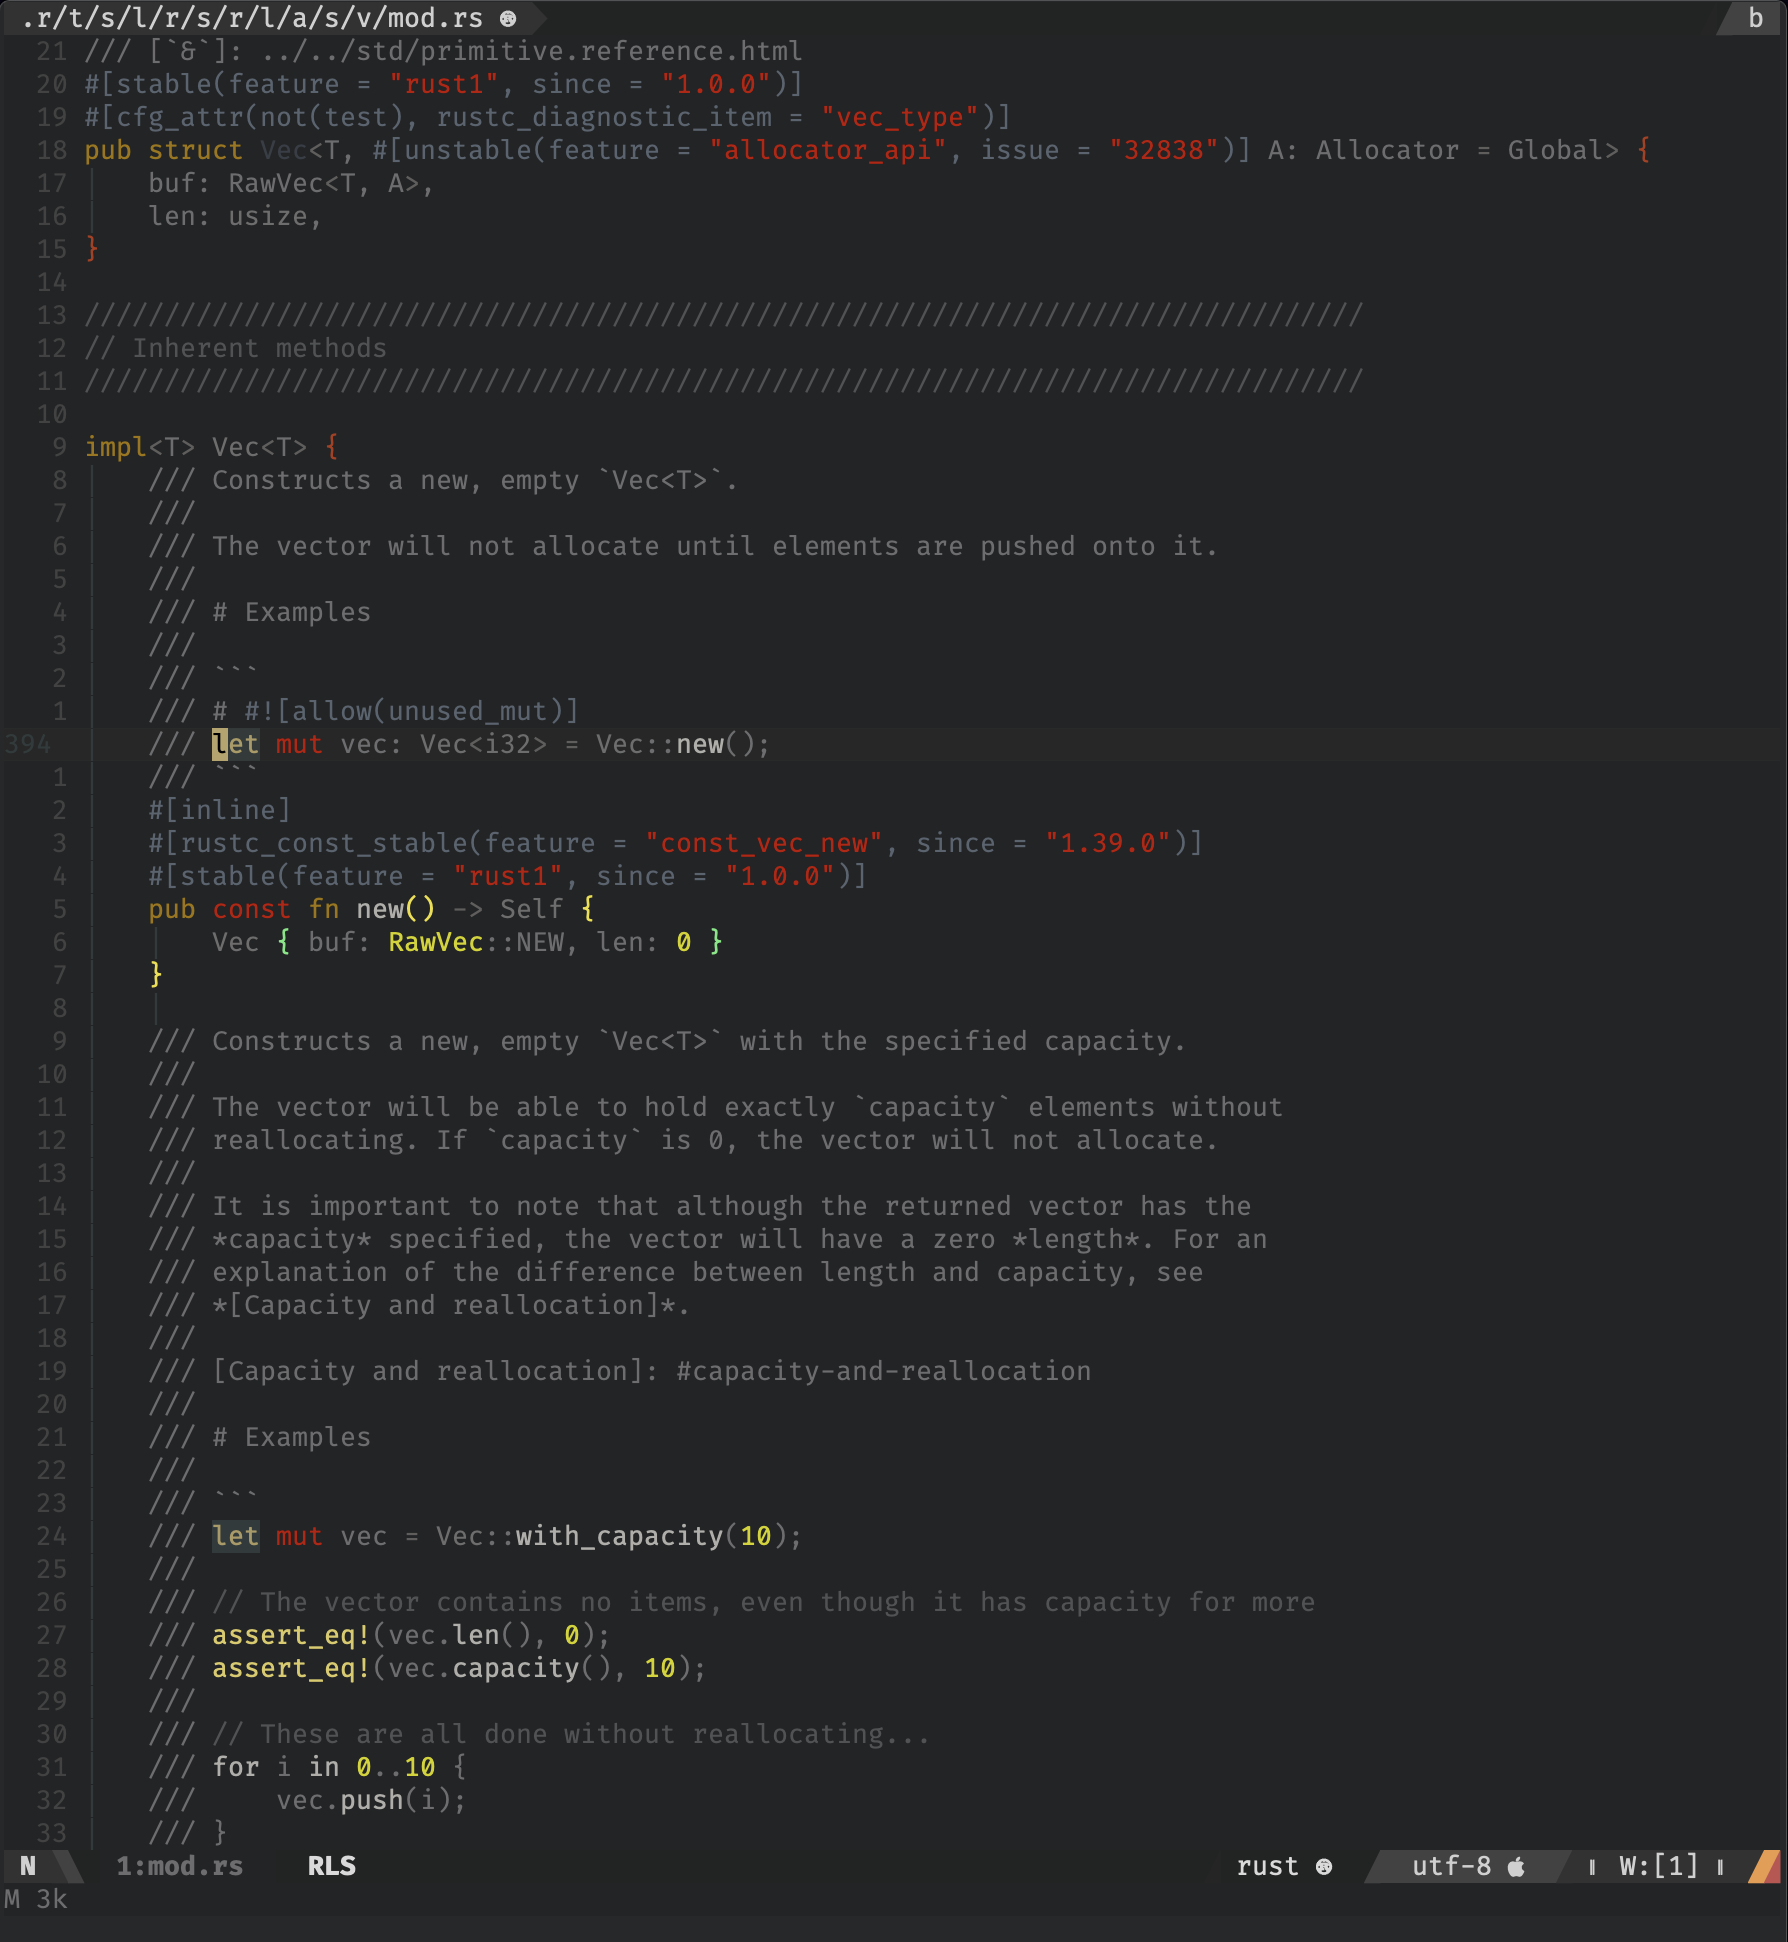 .r/t/s/l/r/s/r/l/a/s/v/mod.rs b
21 /// [`&`]: ../../std/primitive.reference.html
20 #[stable(feature = "rust1", since = "1.0.0")]
19 #[cfg_attr(not(test), rustc_diagnostic_item = "vec_type")]
18 pub struct Vec<T, #[unstable(feature = "allocator_api", issue = "32838")] A: Allocator = Global> {
17     buf: RawVec<T, A>,
16     len: usize,
15 }
14
13 ////////////////////////////////////////////////////////////////////////////////
12 // Inherent methods
11 ////////////////////////////////////////////////////////////////////////////////
10
9 impl<T> Vec<T> {
8     /// Constructs a new, empty `Vec<T>`.
7     ///
6     /// The vector will not allocate until elements are pushed onto it.
5     ///
4     /// # Examples
3     ///
2     /// ```
1     /// # #![allow(unused_mut)]
394     /// let mut vec: Vec<i32> = Vec::new();
1     /// ```
2     #[inline]
3     #[rustc_const_stable(feature = "const_vec_new", since = "1.39.0")]
4     #[stable(feature = "rust1", since = "1.0.0")]
5     pub const fn new() -> Self {
6         Vec { buf: RawVec::NEW, len: 0 }
7     }
8
9     /// Constructs a new, empty `Vec<T>` with the specified capacity.
10     ///
11     /// The vector will be able to hold exactly `capacity` elements without
12     /// reallocating. If `capacity` is 0, the vector will not allocate.
13     ///
14     /// It is important to note that although the returned vector has the
15     /// *capacity* specified, the vector will have a zero *length*. For an
16     /// explanation of the difference between length and capacity, see
17     /// *[Capacity and reallocation]*.
18     ///
19     /// [Capacity and reallocation]: #capacity-and-reallocation
20     ///
21     /// # Examples
22     ///
23     /// ```
24     /// let mut vec = Vec::with_capacity(10);
25     ///
26     /// // The vector contains no items, even though it has capacity for more
27     /// assert_eq!(vec.len(), 0);
28     /// assert_eq!(vec.capacity(), 10);
29     ///
30     /// // These are all done without reallocating...
31     /// for i in 0..10 {
32     ///     vec.push(i);
33     /// }
N 1:mod.rs RLS rust utf-8 W:[1]
M 3k